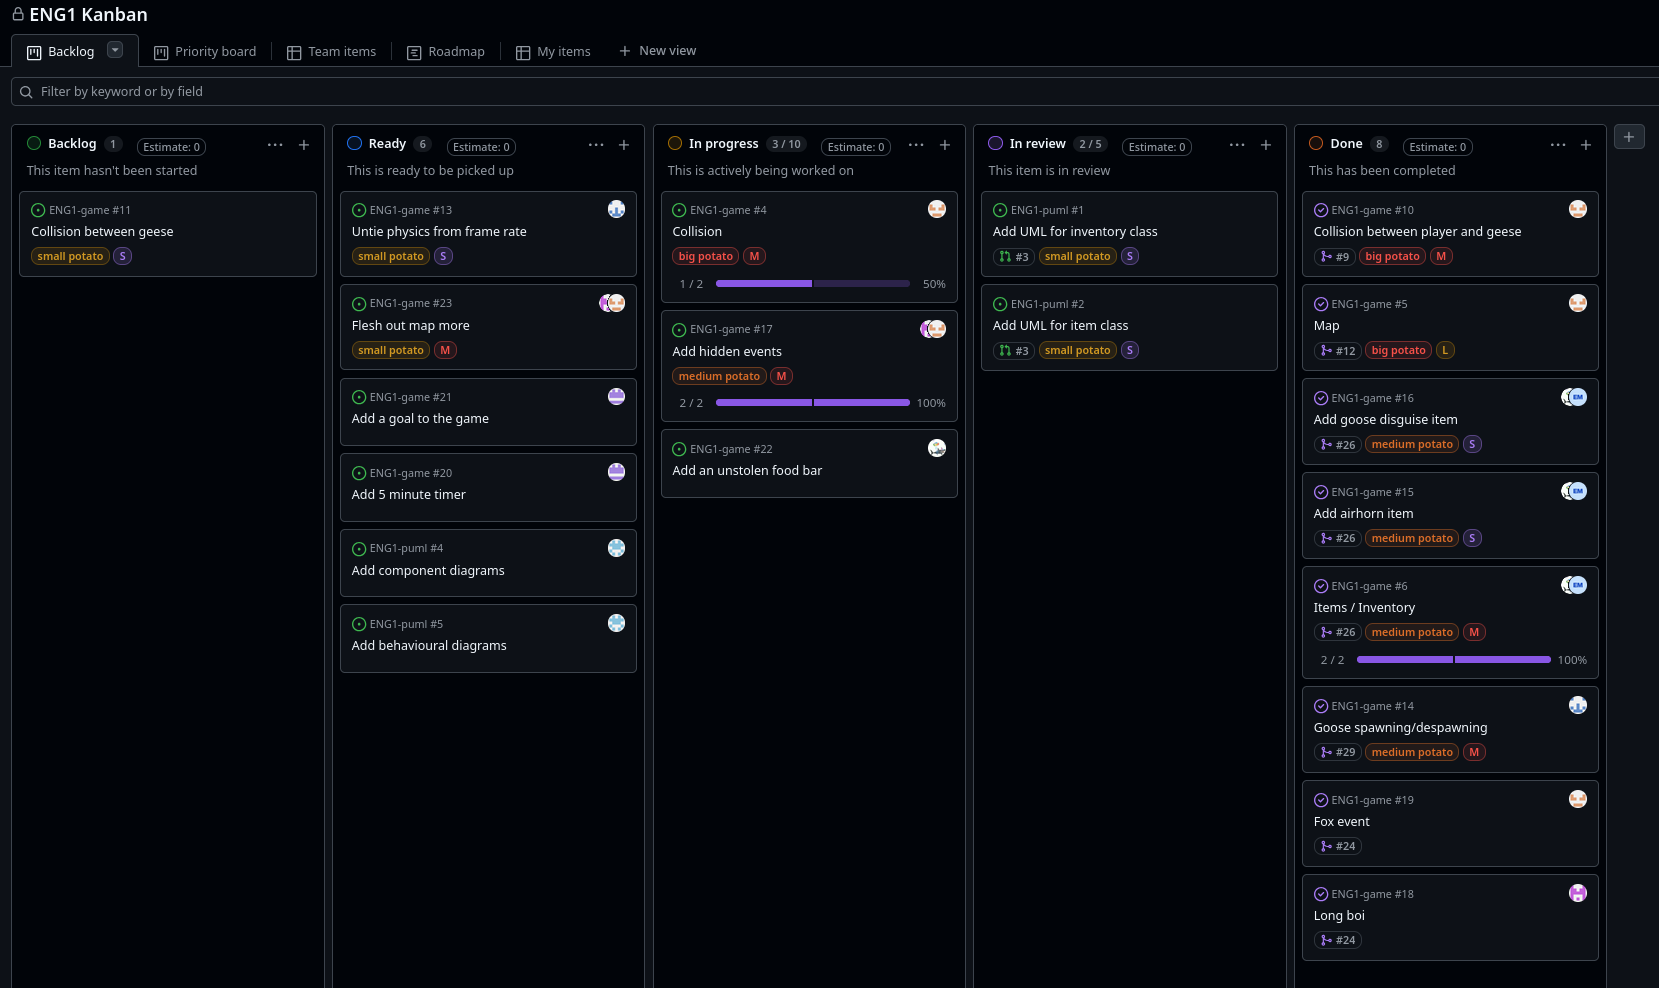 ENG1 Kanban
Backlog
Priority board
Team items
Roadmap
My items
New view
Filter by keyword or by field
Backlog 1 Estimate: 0
This item hasn't been started
ENG1-game #11
Collision between geese
small potato S
Ready 6 Estimate: 0
This is ready to be picked up
ENG1-game #13
Untie physics from frame rate
small potato S
ENG1-game #23
Flesh out map more
small potato M
ENG1-game #21
Add a goal to the game
ENG1-game #20
Add 5 minute timer
ENG1-puml #4
Add component diagrams
ENG1-puml #5
Add behavioural diagrams
In progress 3 / 10 Estimate: 0
This is actively being worked on
ENG1-game #4
Collision
big potato M
1 / 2 50%
ENG1-game #17
Add hidden events
medium potato M
2 / 2 100%
ENG1-game #22
Add an unstolen food bar
In review 2 / 5 Estimate: 0
This item is in review
ENG1-puml #1
Add UML for inventory class
#3 small potato S
ENG1-puml #2
Add UML for item class
#3 small potato S
Done 8 Estimate: 0
This has been completed
ENG1-game #10
Collision between player and geese
#9 big potato M
ENG1-game #5
Map
#12 big potato L
ENG1-game #16
EM
Add goose disguise item
#26 medium potato S
ENG1-game #15
EM
Add airhorn item
#26 medium potato S
ENG1-game #6
EM
Items / Inventory
#26 medium potato M
2 / 2 100%
ENG1-game #14
Goose spawning/despawning
#29 medium potato M
ENG1-game #19
Fox event
#24
ENG1-game #18
Long boi
#24